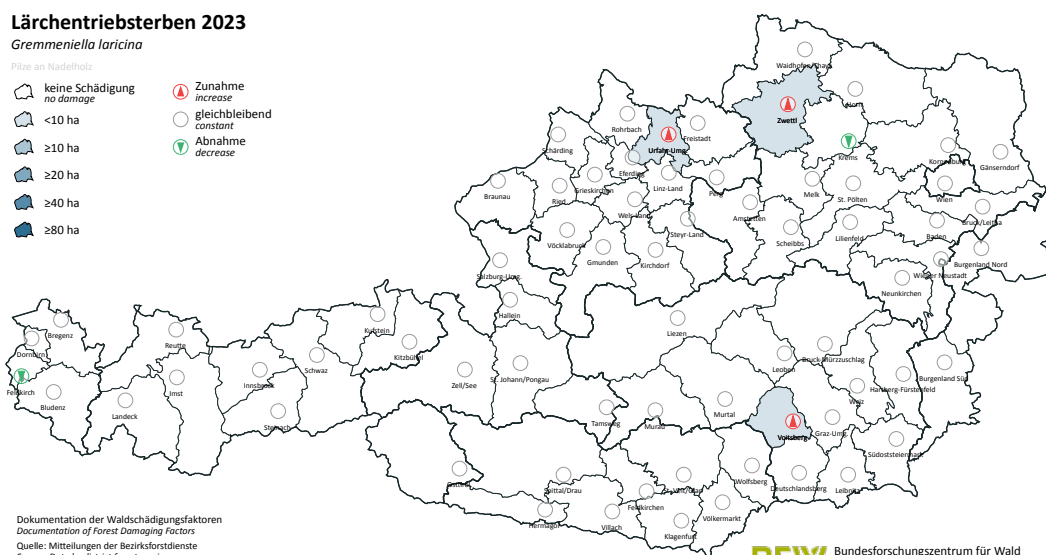 Lärchentriebsterben 2023
Gremmeniella laricina
Pilze an Nadelholz
keine Schädigung
no damage
<10 ha
≥10 ha
≥20 ha
≥40 ha
≥80 ha
Zunahme
increase
gleichbleibend
constant
Abnahme
decrease
Waidhofen/Thaya
Horn
Zwettl
Rohrbach
Freistadt
Urfahr-Umg.
Schärding
Krems
Korneuburg
Gänserndorf
Eferding
Grieskirchen
Linz-Land
Perg
Melk
St. Pölten
Wien
Braunau
Ried
Wels-Land
Amstetten
Bruck/Leitha
Steyr-Land
Scheibbs
Lilienfeld
Baden
Vöcklabruck
Gmunden
Kirchdorf
Burgenland Nord
Salzburg-Umg.
Wiener Neustadt
Neunkirchen
Hallein
Liezen
Bregenz
Kufstein
Reutte
Kitzbühel
Dornbirn
Schwaz
Bruck-Mürzzuschlag
Leoben
Zell/See
St. Johann/Pongau
Innsbruck
Burgenland Süd
Feldkirch
Imst
Hartberg-Fürstenfeld
Weiz
Bludenz
Landeck
Steinach
Tamsweg
Murau
Murtal
Voitsberg
Graz-Umg.
Südoststeiermark
Osttirol
Spittal/Drau
St. Veit/Glan
Wolfsberg
Deutschlandsberg
Leibnitz
Hermagor
Feldkirchen
Villach
Klagenfurt
Völkermarkt
Dokumentation der Waldschädigungsfaktoren
Documentation of Forest Damaging Factors
Quelle: Mitteilungen der Bezirksforstdienste
BFW Bundesforschungszentrum für Wald